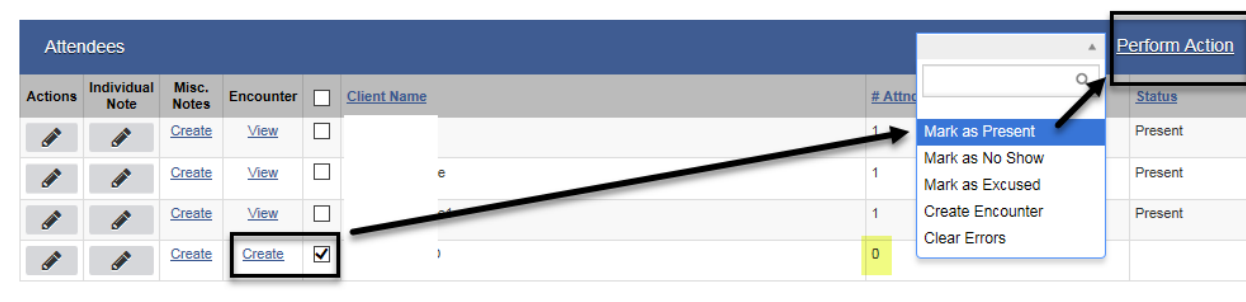 Attendees
Perform Action
Actions Individual Note Misc. Notes Encounter Client Name # Attnd Status
Create View 1 Mark as Present Present
Mark as No Show
Create View e 1 Present
Mark as Excused
Create View 1 Create Encounter Present
Clear Errors
Create Create 0